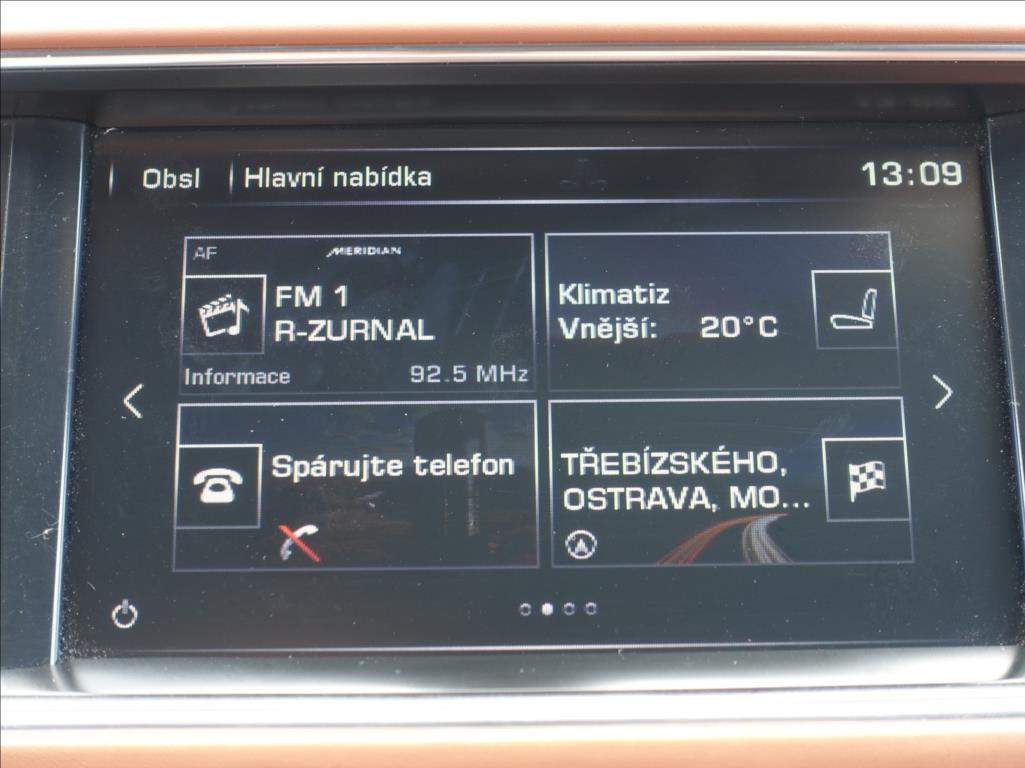 Obsl Hlavní nabídka 13:09
AF MERIDIAN
FM 1
R-ZURNAL
Informace 92.5 MHz
Klimatiz
Vnější: 20°C
Spárujte telefon
TŘEBÍZSKÉHO,
OSTRAVA, MO...